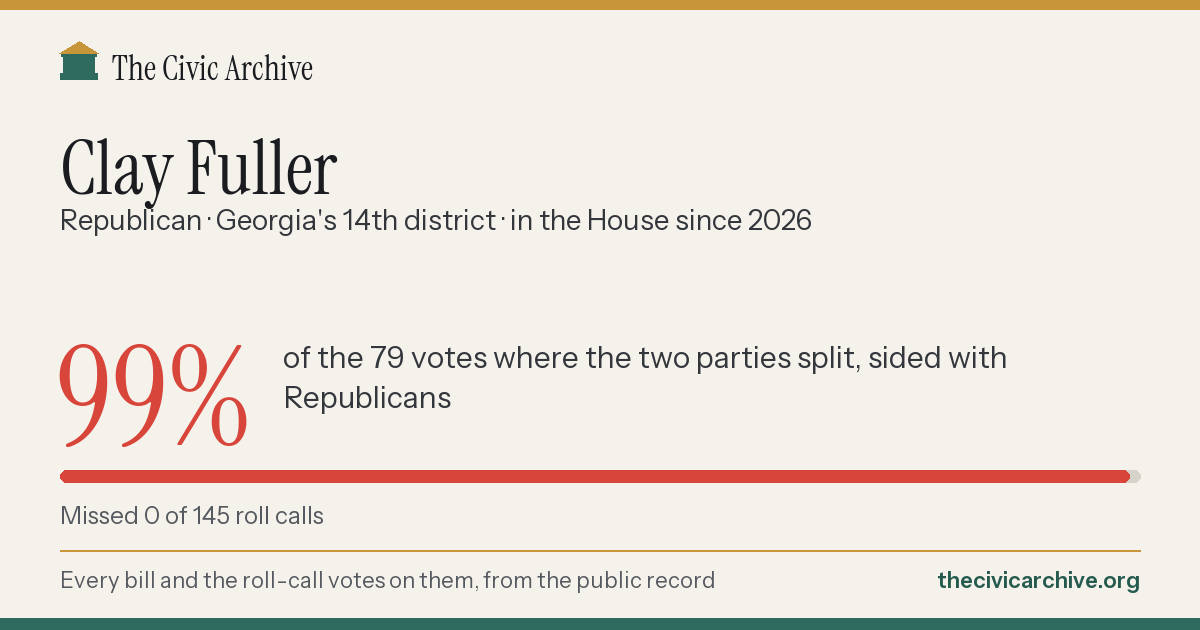 The Civic Archive
Clay Fuller
Republican · Georgia's 14th district · in the House since 2026
99%
of the 79 votes where the two parties split, sided with
Republicans
Missed 0 of 145 roll calls
Every bill and the roll-call votes on them, from the public record
thecivicarchive.org